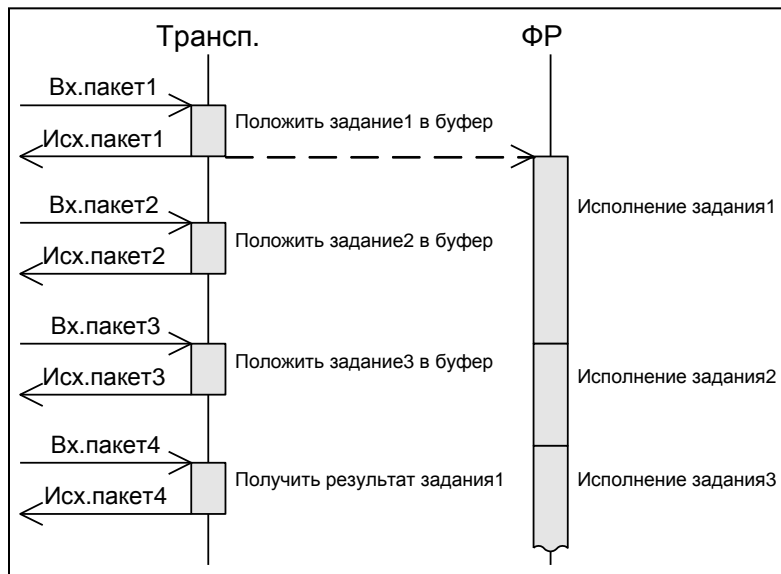 Трансп.
ФР
Вх.пакет1
Положить задание1 в буфер
Исх.пакет1
Исполнение задания1
Вх.пакет2
Положить задание2 в буфер
Исх.пакет2
Вх.пакет3
Положить задание3 в буфер
Исх.пакет3
Исполнение задания2
Вх.пакет4
Получить результат задания1
Исх.пакет4
Исполнение задания3